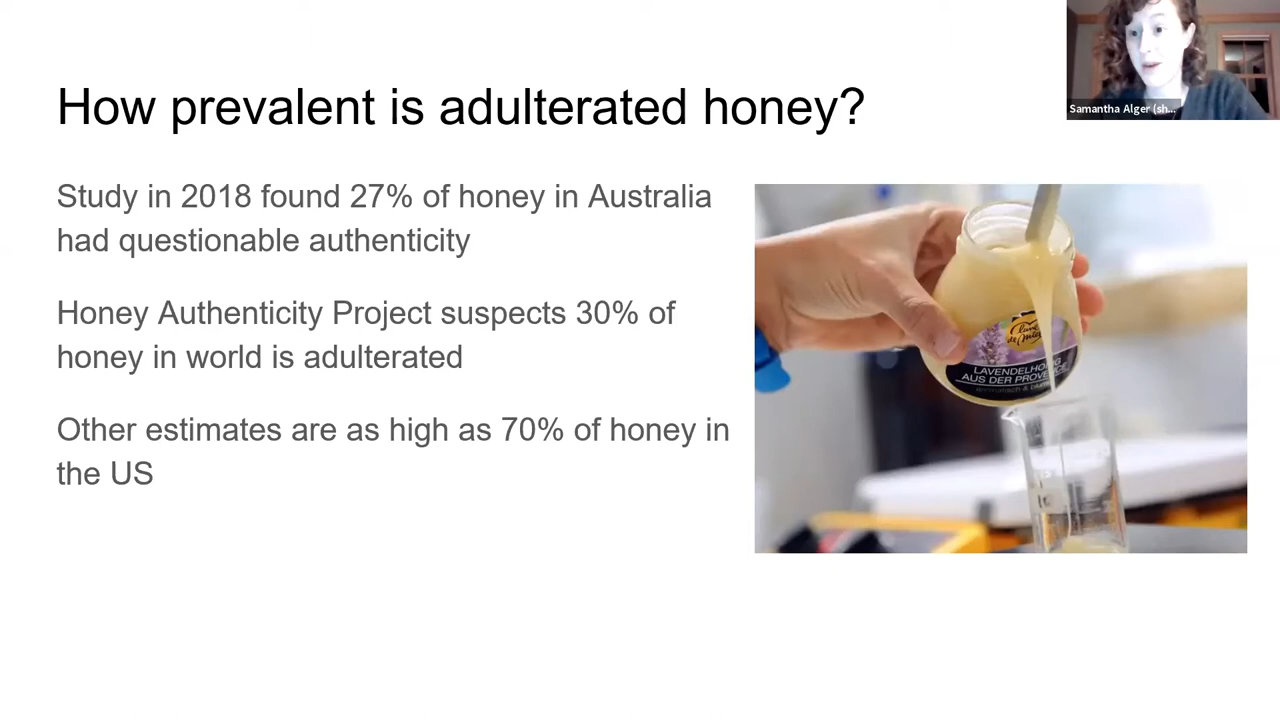 How prevalent is adulterated honey?
Samantha Alger (sh...
Study in 2018 found 27% of honey in Australia
had questionable authenticity
Honey Authenticity Project suspects 30% of
honey in world is adulterated
Other estimates are as high as 70% of honey in
the US
LAVENDELHONIG
AUS DER PROVENCE